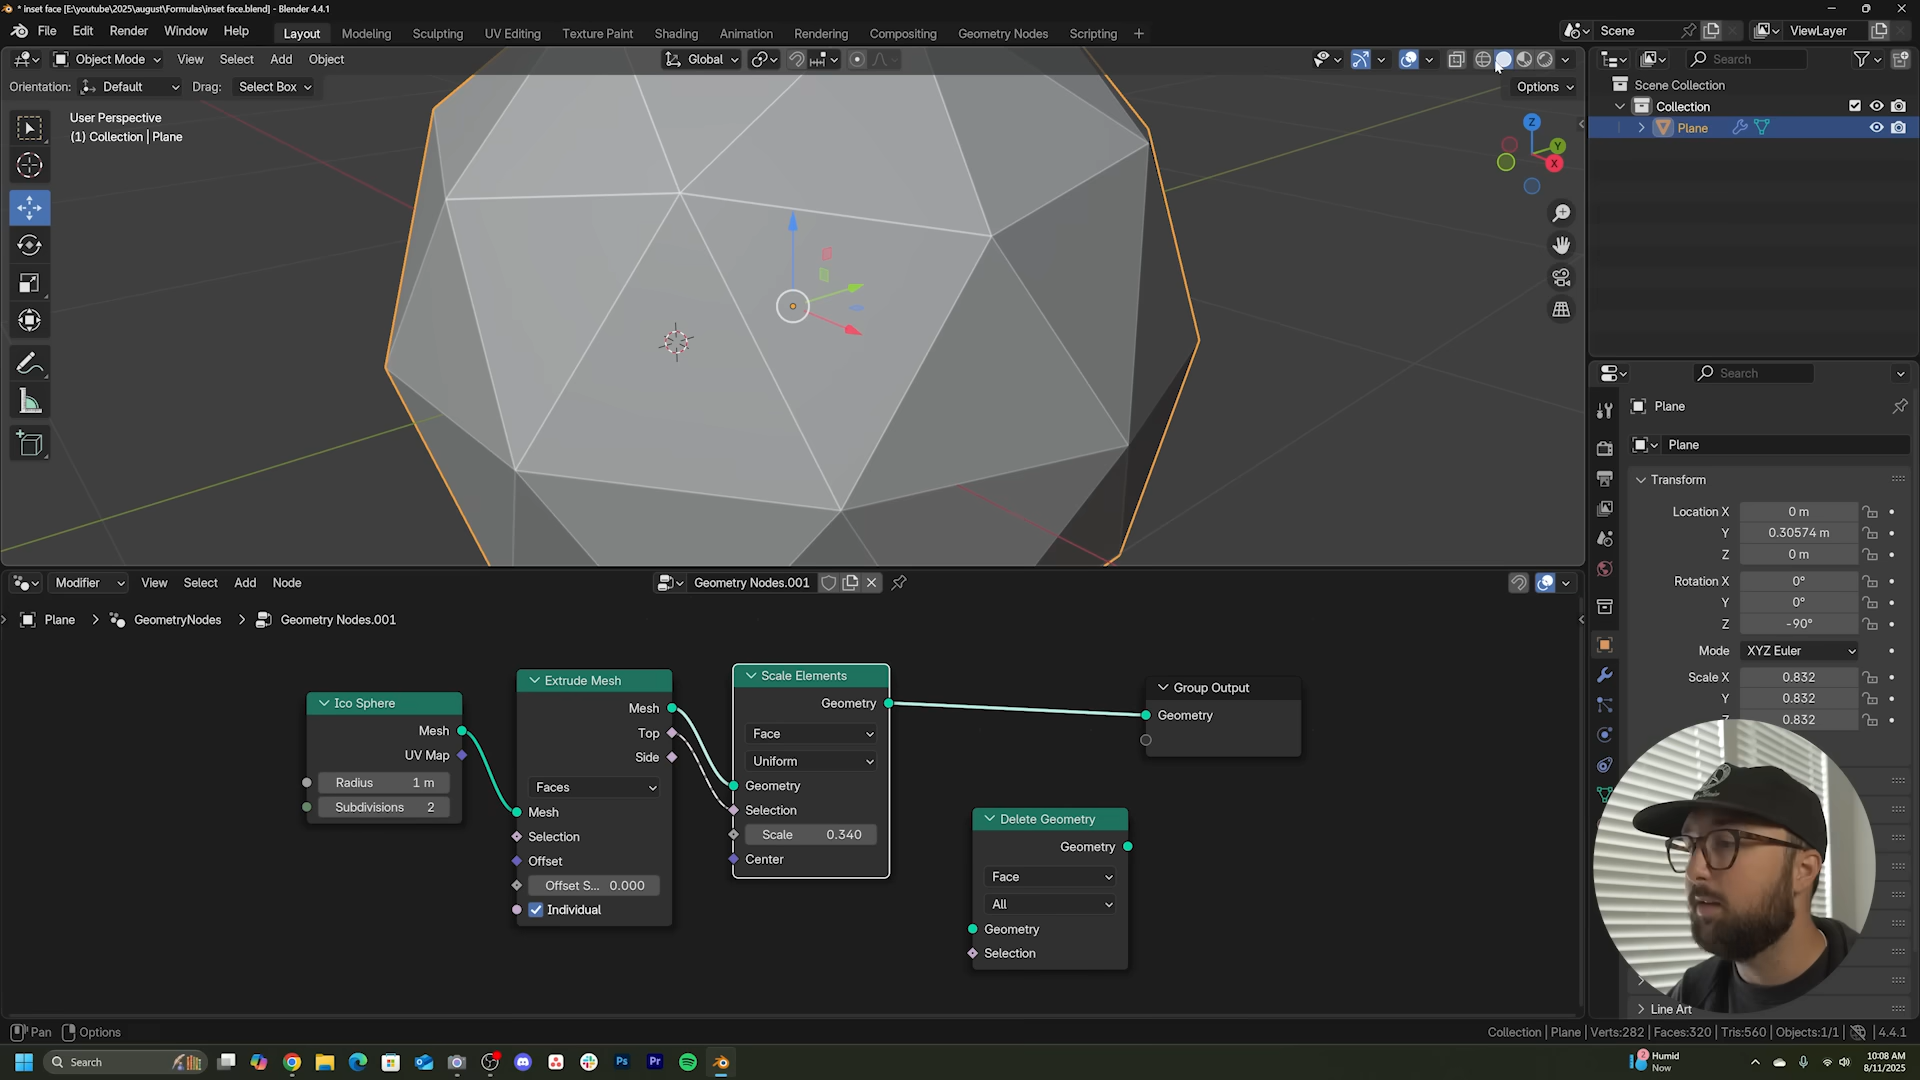 * inset face [E:\youtube\2025\august\Formulas\inset face.blend] - Blender 4.4.1
File Edit Render Window Help
Layout Modeling Sculpting UV Editing Texture Paint Shading Animation Rendering Compositing Geometry Nodes Scripting +
Scene
ViewLayer
Object Mode View Select Add Object
Global
Search
Orientation: Default Drag: Select Box
Options
User Perspective
(1) Collection | Plane
Z
Y
X
Scene Collection
Collection
Plane
Search
Plane
Plane
Transform
Location X 0 m
Y 0.30574 m
Z 0 m
Rotation X 0°
Y 0°
Z -90°
Mode XYZ Euler
Scale X 0.832
Y 0.832
0.832
Line Art
Modifier View Select Add Node
Geometry Nodes.001
Plane > GeometryNodes > Geometry Nodes.001
Ico Sphere
Mesh
UV Map
Radius 1 m
Subdivisions 2
Extrude Mesh
Mesh
Top
Side
Faces
Mesh
Selection
Offset
Offset S... 0.000
Individual
Scale Elements
Geometry
Face
Uniform
Geometry
Selection
Scale 0.340
Center
Delete Geometry
Geometry
Face
All
Geometry
Selection
Group Output
Geometry
Pan Options
Collection | Plane | Verts:282 | Faces:320 | Tris:560 | Objects:1/1 | 4.4.1
Search
Ps
Pr
2
Humid
Now
10:08 AM
8/11/2025